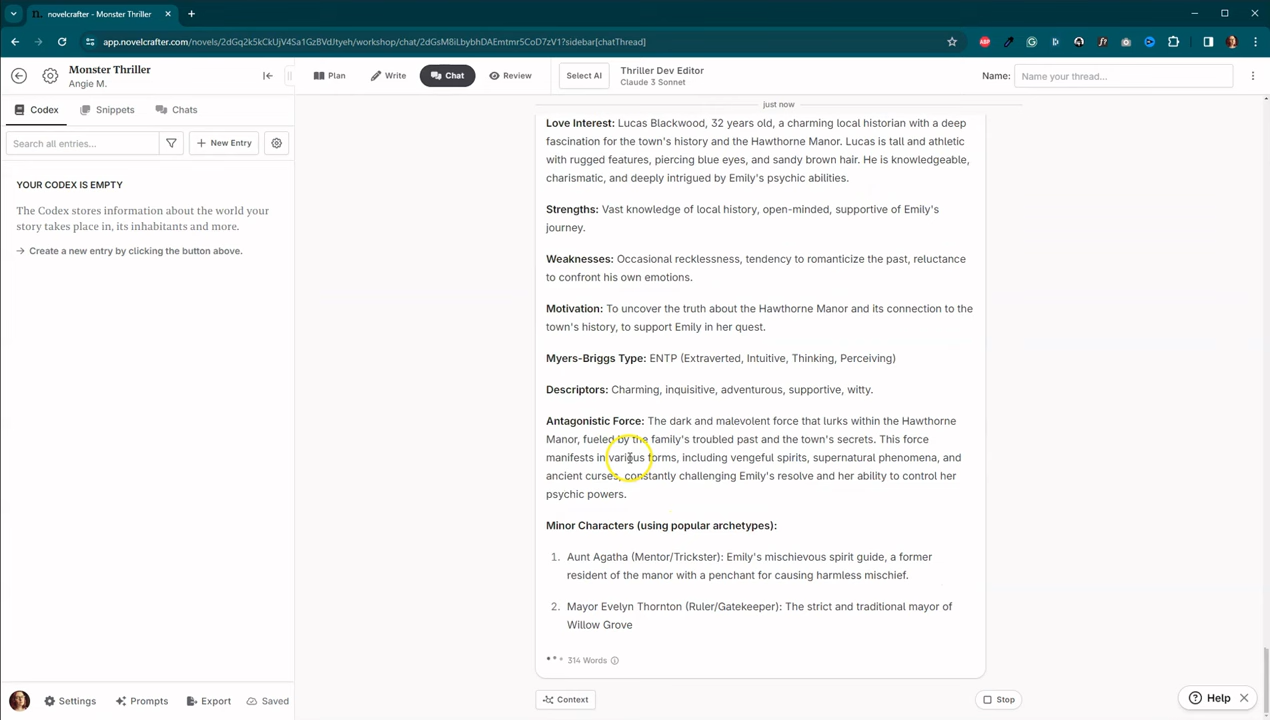 novelcrafter - Monster Thriller
app.novelcrafter.com/novels/2dGq2k5kCkUjV4Sa1GzBVdJtyeh/workshop/chat/2dGsM8iLbybhDAEmtmr5CoD7zV1?sidebar[chatThread]
Monster Thriller
Angie M.
Plan
Write
Chat
Review
Select AI
Thriller Dev Editor
Claude 3 Sonnet
Name:
Name your thread...
Codex
Snippets
Chats
Search all entries...
+ New Entry
YOUR CODEX IS EMPTY
The Codex stores information about the world your
story takes place in, its inhabitants and more.
→ Create a new entry by clicking the button above.
just now
Love Interest: Lucas Blackwood, 32 years old, a charming local historian with a deep
fascination for the town's history and the Hawthorne Manor. Lucas is tall and athletic
with rugged features, piercing blue eyes, and sandy brown hair. He is knowledgeable,
charismatic, and deeply intrigued by Emily's psychic abilities.
Strengths: Vast knowledge of local history, open-minded, supportive of Emily's
journey.
Weaknesses: Occasional recklessness, tendency to romanticize the past, reluctance
to confront his own emotions.
Motivation: To uncover the truth about the Hawthorne Manor and its connection to the
town's history, to support Emily in her quest.
Myers-Briggs Type: ENTP (Extraverted, Intuitive, Thinking, Perceiving)
Descriptors: Charming, inquisitive, adventurous, supportive, witty.
Antagonistic Force: The dark and malevolent force that lurks within the Hawthorne
Manor, fueled by the family's troubled past and the town's secrets. This force
manifests in various forms, including vengeful spirits, supernatural phenomena, and
ancient curses, constantly challenging Emily's resolve and her ability to control her
psychic powers.
Minor Characters (using popular archetypes):
1. Aunt Agatha (Mentor/Trickster): Emily's mischievous spirit guide, a former
resident of the manor with a penchant for causing harmless mischief.
2. Mayor Evelyn Thornton (Ruler/Gatekeeper): The strict and traditional mayor of
Willow Grove
314 Words
Context
Stop
Settings
Prompts
Export
Saved
Help